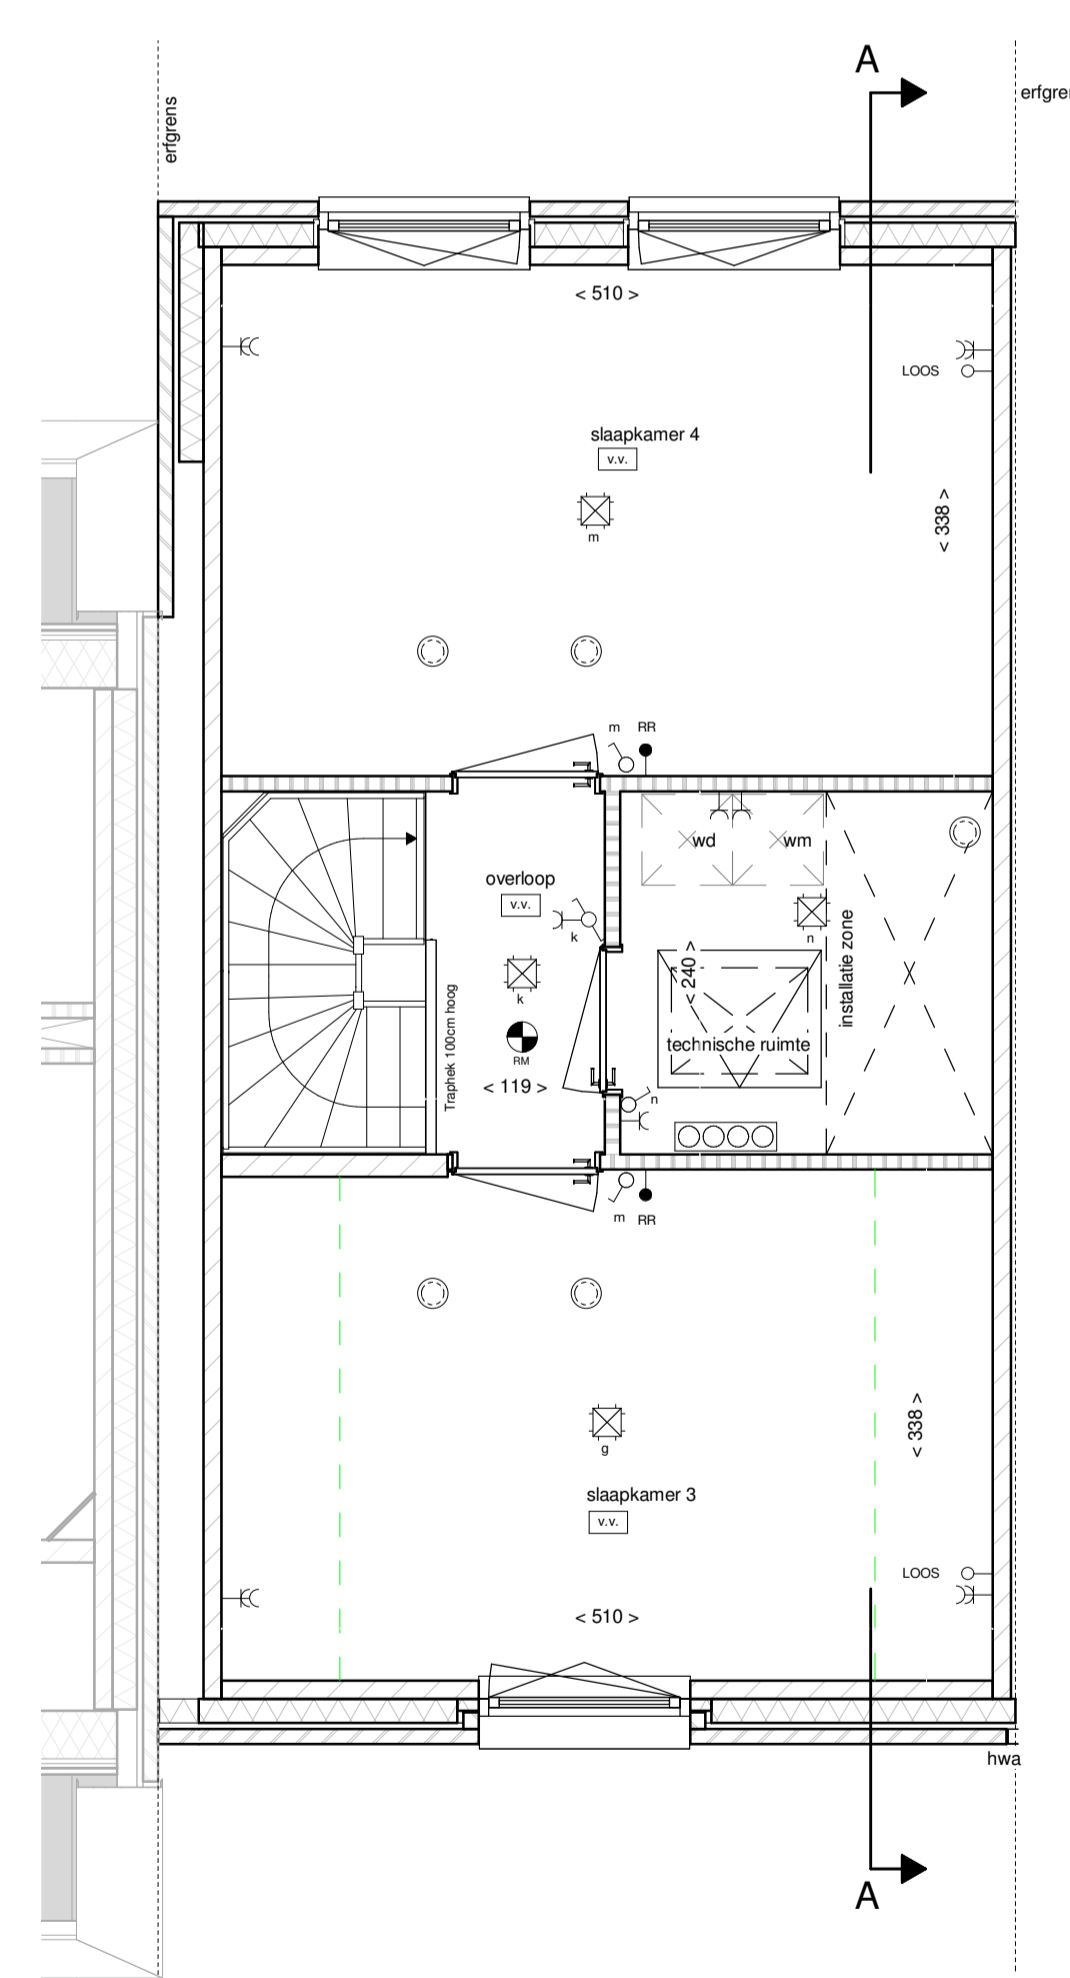 A
erfgrens
erfgre
< 510 >
LOOS
slaapkamer 4
v.v.
< 338 >
m
m RR
wd wm
overloop
v.v.
k
n
installatie zone
< 240 >
k
Traphek 100cm hoog
technische ruimte
RM
< 119 >
n
m RR
< 338 >
g
slaapkamer 3
v.v.
LOOS
< 510 >
hwa
A